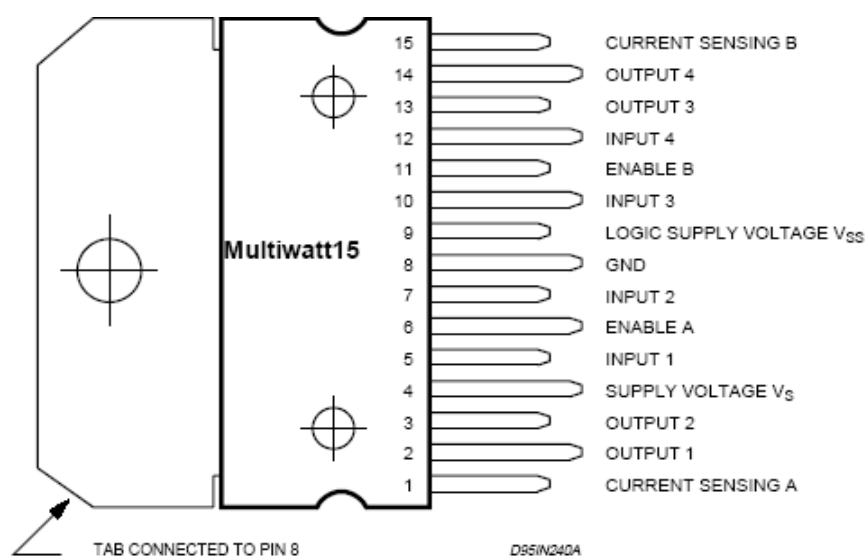 15 CURRENT SENSING B
14 OUTPUT 4
13 OUTPUT 3
12 INPUT 4
11 ENABLE B
10 INPUT 3
9 LOGIC SUPPLY VOLTAGE VSS
Multiwatt15
8 GND
7 INPUT 2
6 ENABLE A
5 INPUT 1
4 SUPPLY VOLTAGE VS
3 OUTPUT 2
2 OUTPUT 1
1 CURRENT SENSING A
TAB CONNECTED TO PIN 8
D95IN240A